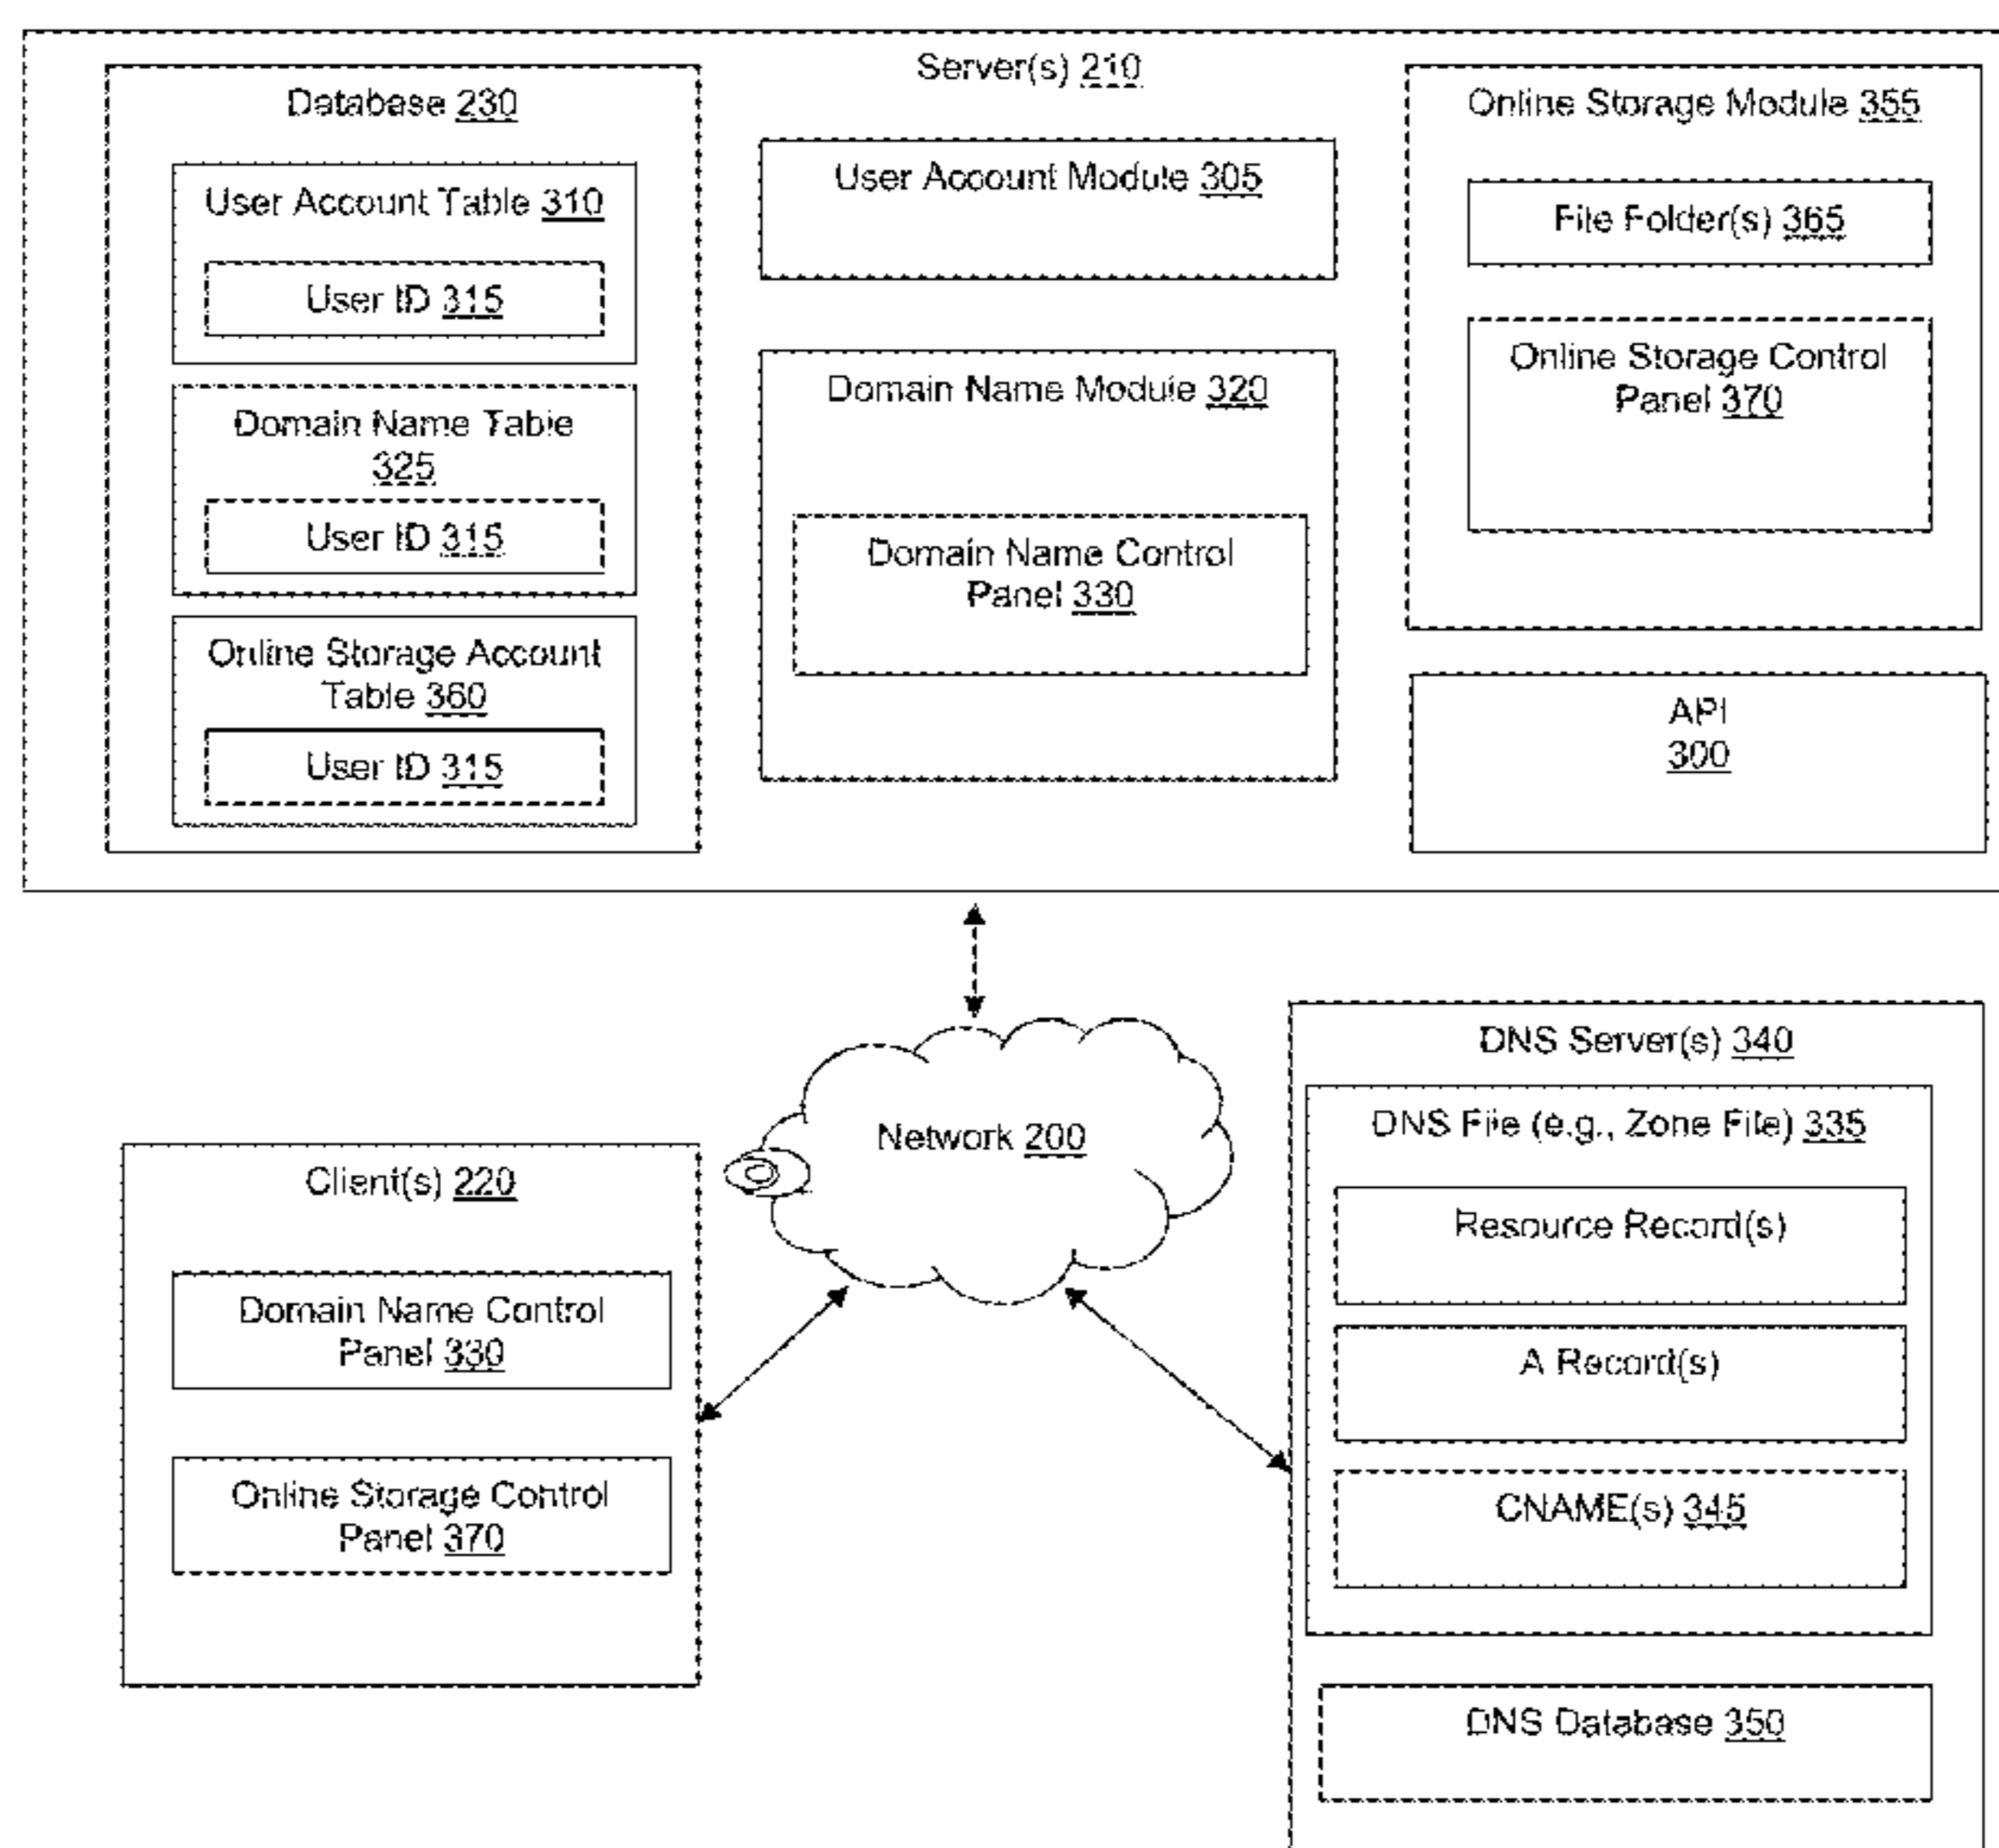 Server(s) 210
Database 230
User Account Table 310
User ID 315
Domain Name Table
325
User ID 315
Online Storage Account
Table 360
User ID 315
User Account Module 305
Domain Name Module 320
Domain Name Control
Panel 330
Online Storage Module 355
File Folder(s) 365
Online Storage Control
Panel 370
API
300
Network 200
Client(s) 220
Domain Name Control
Panel 330
Online Storage Control
Panel 370
DNS Server(s) 340
DNS File (e.g., Zone File) 335
Resource Record(s)
A Record(s)
CNAME(s) 345
DNS Database 350